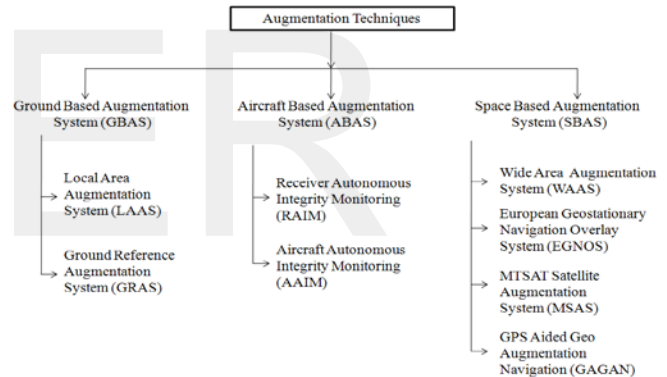 Augmentation Techniques
Ground Based Augmentation
System (GBAS)
Local Area
Augmentation
System (LAAS)
Ground Reference
Augmentation
System (GRAS)
Aircraft Based Augmentation
System (ABAS)
Receiver Autonomous
Integrity Monitoring
(RAIM)
Aircraft Autonomous
Integrity Monitoring
(AAIM)
Space Based Augmentation
System (SBAS)
Wide Area Augmentation
System (WAAS)
European Geostationary
Navigation Overlay
System (EGNOS)
MTSAT Satellite
Augmentation
System (MSAS)
GPS Aided Geo
Augmentation
Navigation (GAGAN)
ER